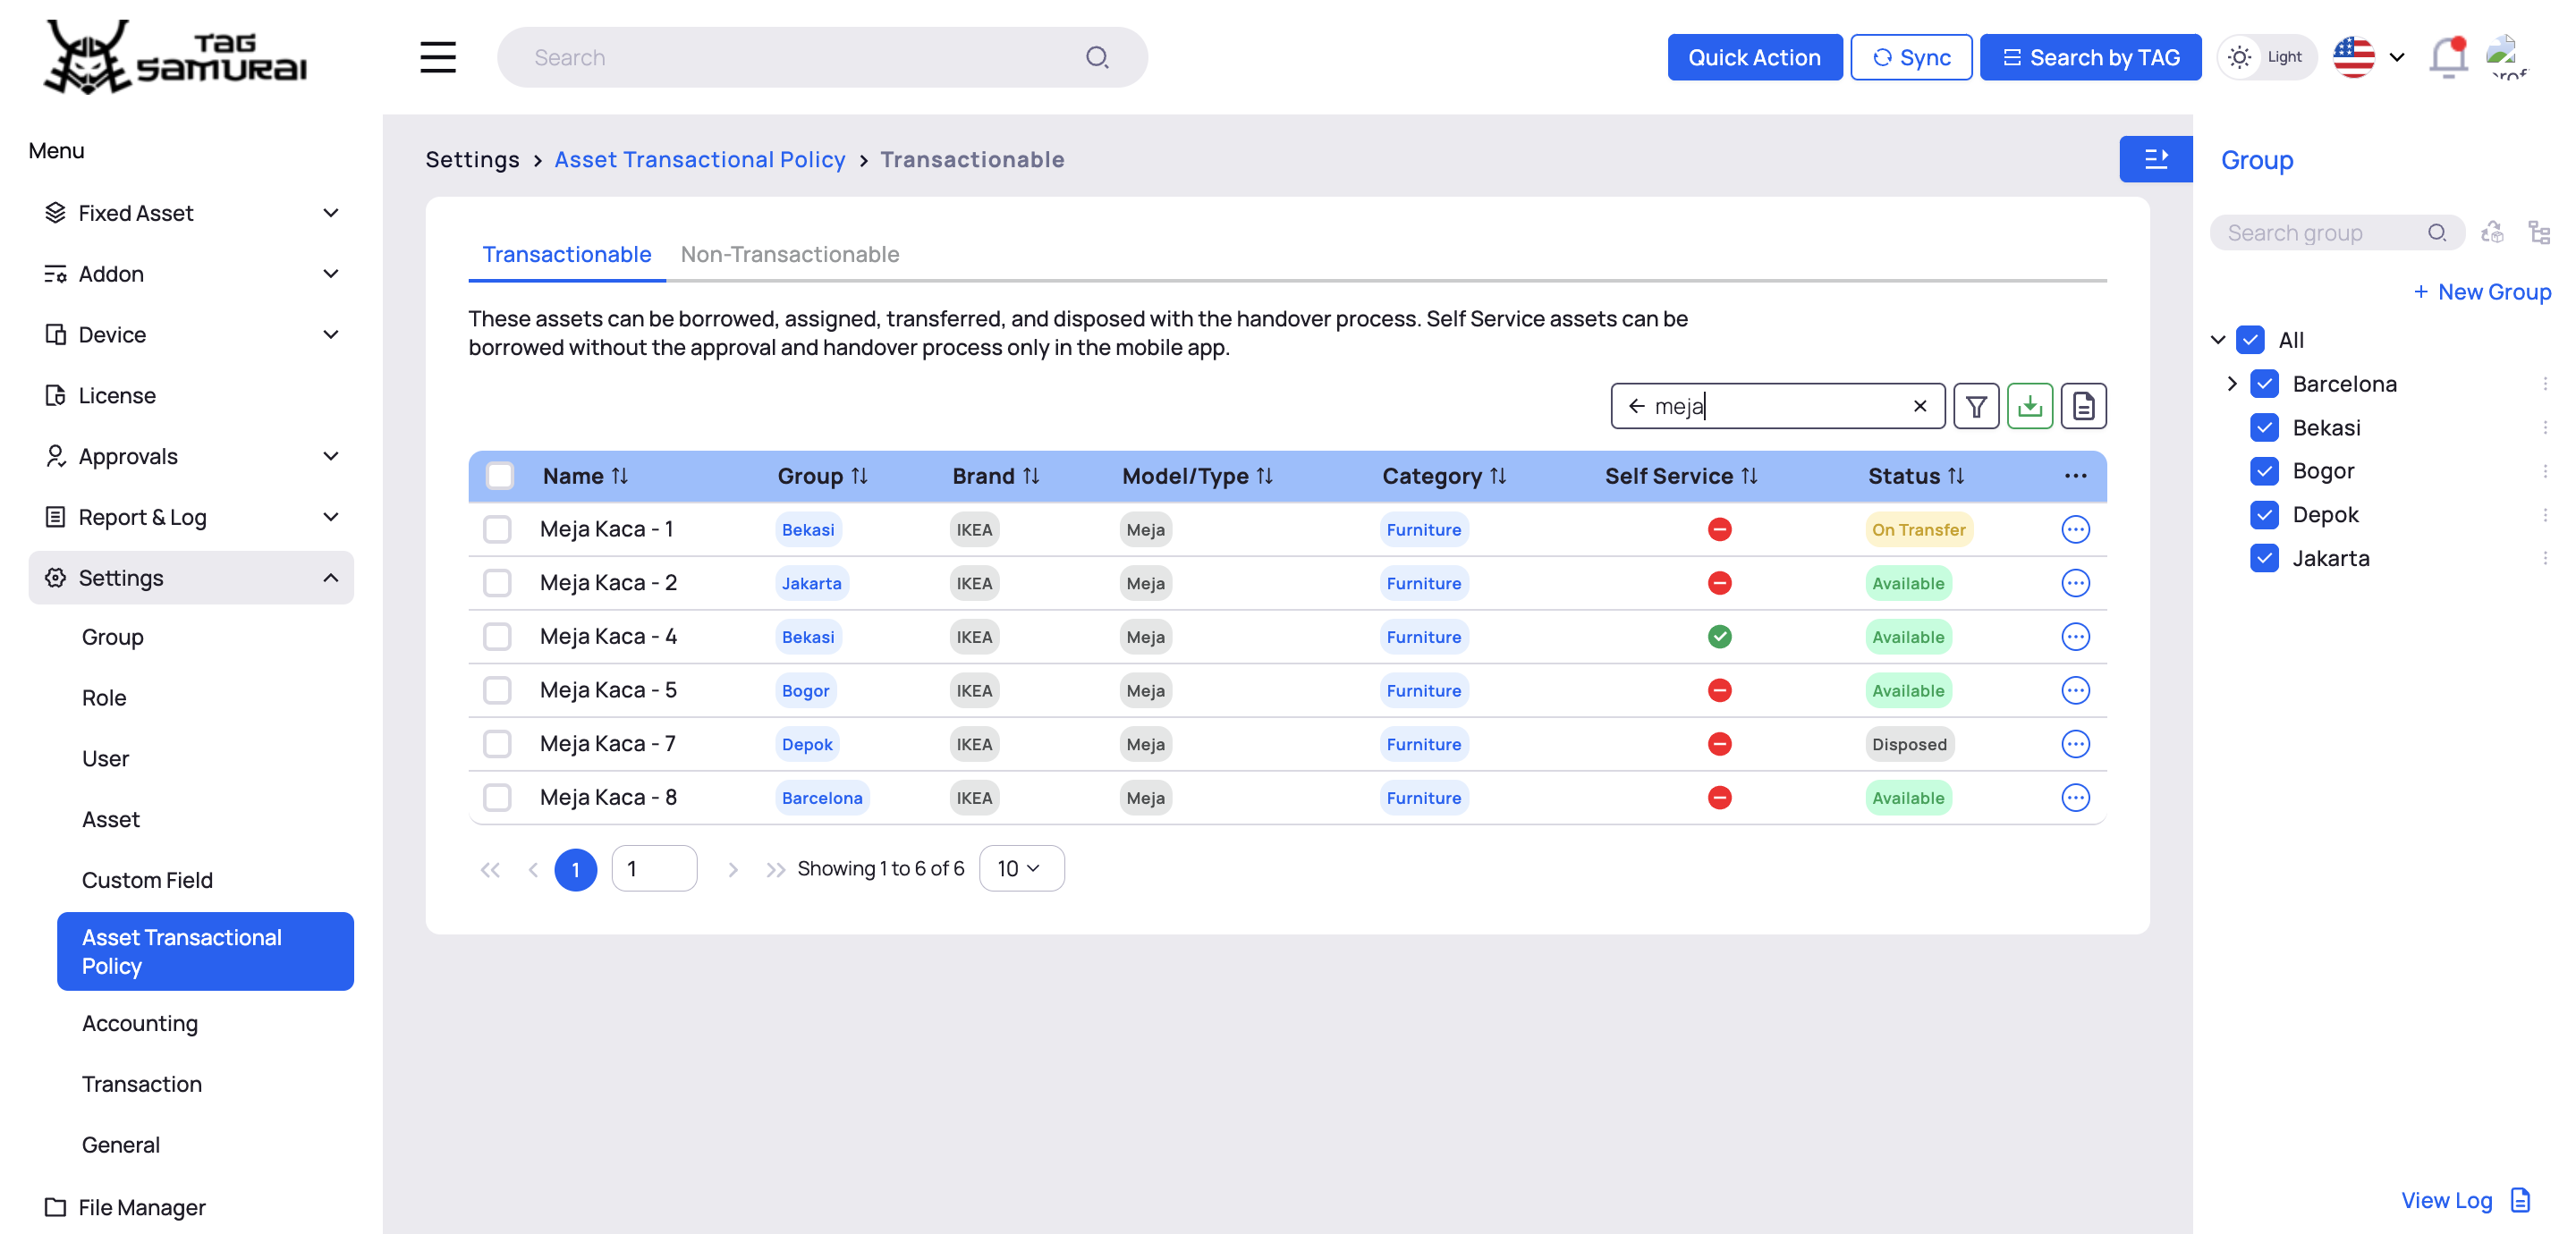 TAG
SAMURAI
Search
Quick Action
Sync
Search by TAG
Light
Menu
Fixed Asset
Addon
Device
License
Approvals
Report & Log
Settings
Group
Role
User
Asset
Custom Field
Asset Transactional
Policy
Accounting
Transaction
General
File Manager
Settings > Asset Transactional Policy > Transactionable
Transactionable
Non-Transactionable
These assets can be borrowed, assigned, transferred, and disposed with the handover process. Self Service assets can be
borrowed without the approval and handover process only in the mobile app.
meja
Name Group Brand Model/Type Category Self Service Status
Meja Kaca - 1 Bekasi IKEA Meja Furniture On Transfer
Meja Kaca - 2 Jakarta IKEA Meja Furniture Available
Meja Kaca - 4 Bekasi IKEA Meja Furniture Available
Meja Kaca - 5 Bogor IKEA Meja Furniture Available
Meja Kaca - 7 Depok IKEA Meja Furniture Disposed
Meja Kaca - 8 Barcelona IKEA Meja Furniture Available
1 1 Showing 1 to 6 of 6 10
Group
Search group
+ New Group
All
Barcelona
Bekasi
Bogor
Depok
Jakarta
View Log